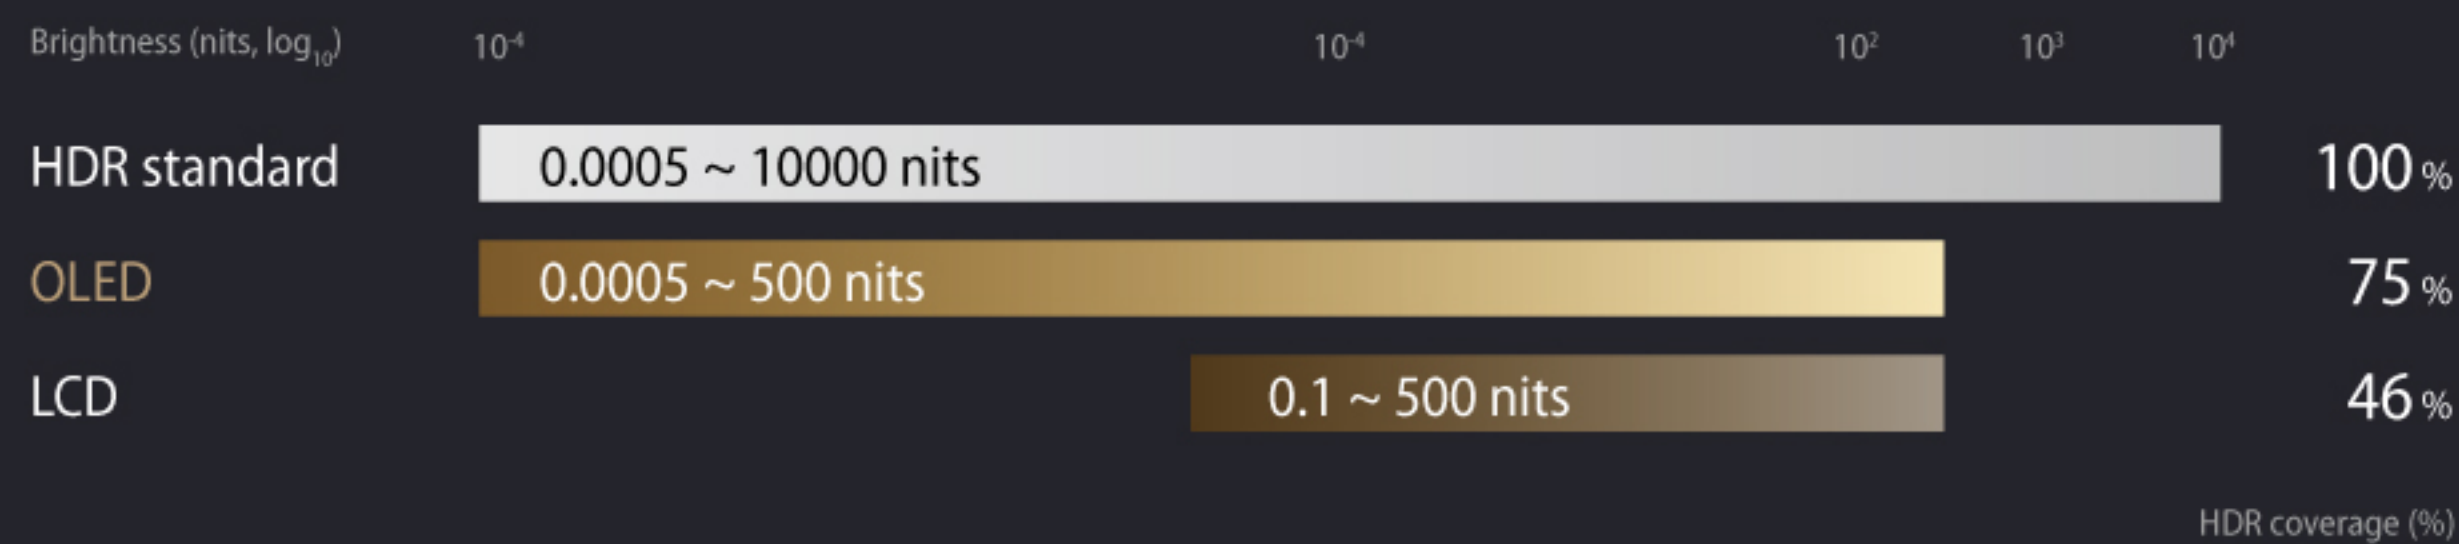 Brightness (nits, log₁₀) 10⁻⁴ 10⁻⁴ 10² 10³ 10⁴
HDR standard 0.0005 ~ 10000 nits 100 %
OLED 0.0005 ~ 500 nits 75 %
LCD 0.1 ~ 500 nits 46 %
HDR coverage (%)